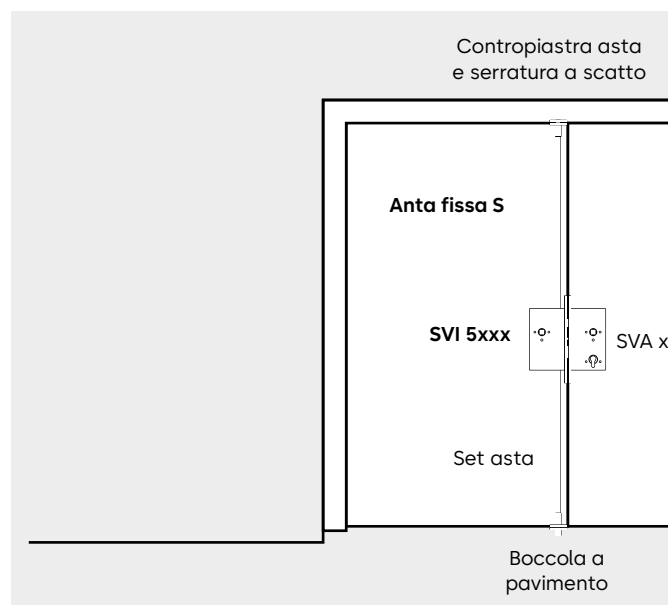 Contropiastra asta
e serratura a scatto
Anta fissa S
SVI 5xxx
SVA x
Set asta
Boccola a
pavimento